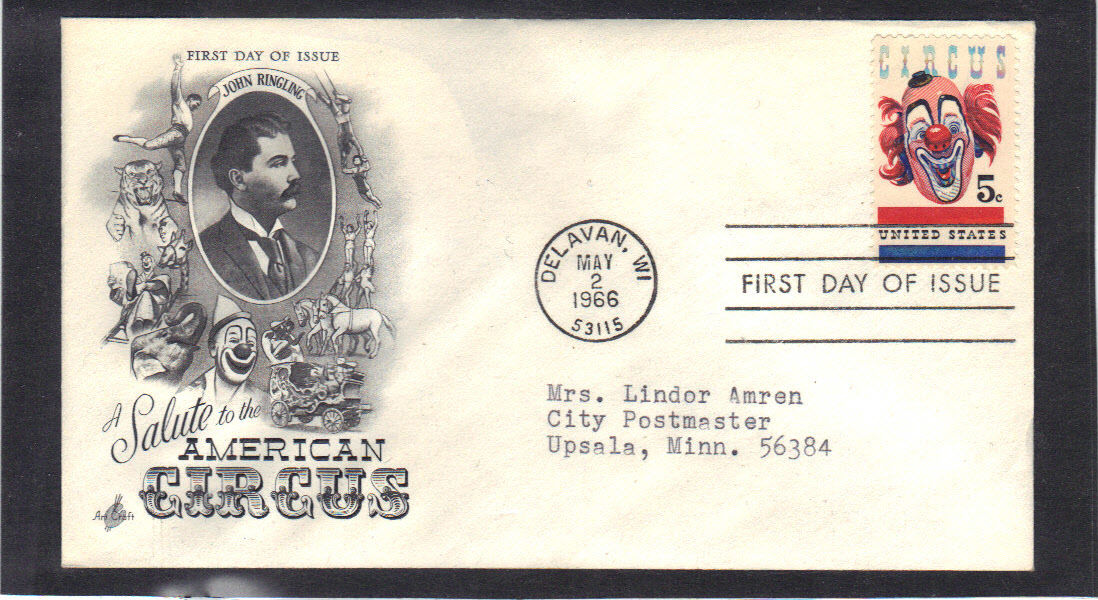 FIRST DAY OF ISSUE
JOHN RINGLING
A Salute to the
AMERICAN
CIRCUS
Art Craft
CIRCUS
5c
UNITED STATES
DELAVAN, WI
MAY
2
1966
53115
FIRST DAY OF ISSUE
Mrs. Lindor Amren
City Postmaster
Upsala, Minn. 56384